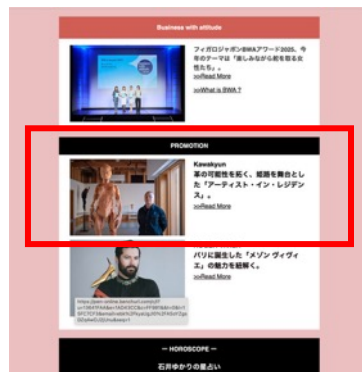 Business with attitude
フィガロジャポンBWAアワード2025、今
年のテーマは「楽しみながら前を取る女
性たち」。
>>Read More
>>What is BWA ?
PROMOTION
Kawakyun
革の可能性を拓く、姫路を舞台とし
た「アーティスト・イン・レジデン
ス」。
>>Read More
パリに誕生した「メゾン ヴィヴィ
エ」の魅力を紐解く。
>>Read More
— HOROSCOPE —
石井ゆかりの星占い